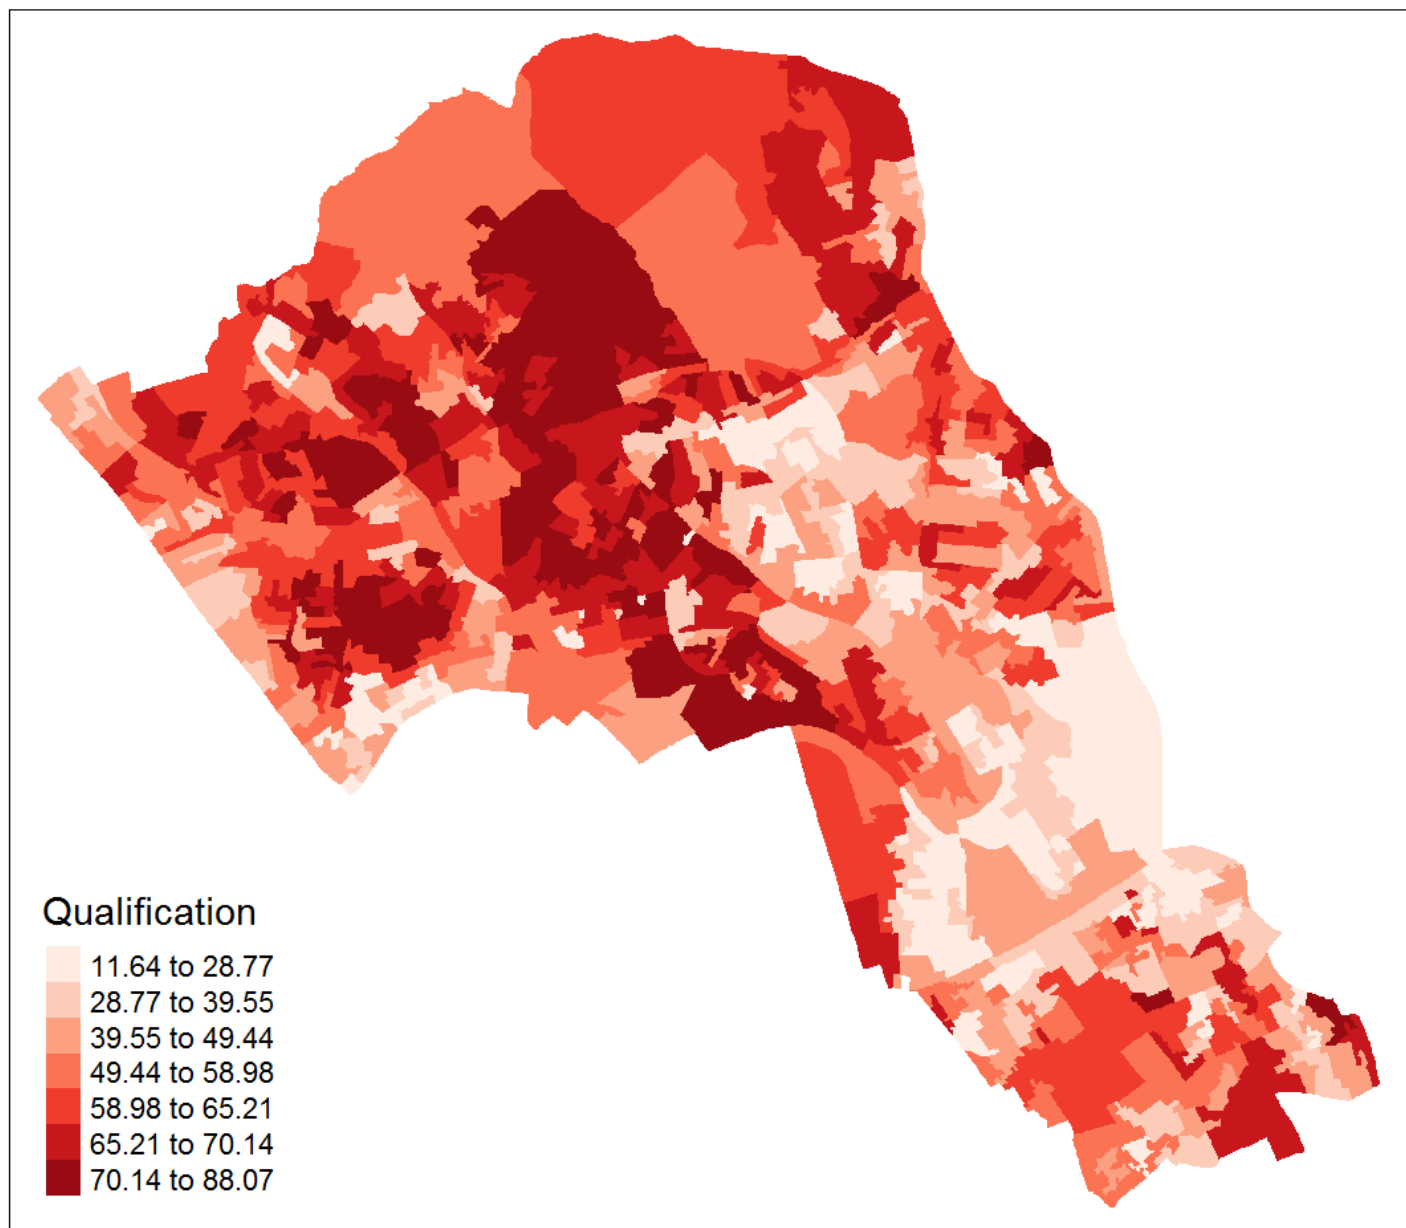 Qualification
11.64 to 28.77
28.77 to 39.55
39.55 to 49.44
49.44 to 58.98
58.98 to 65.21
65.21 to 70.14
70.14 to 88.07